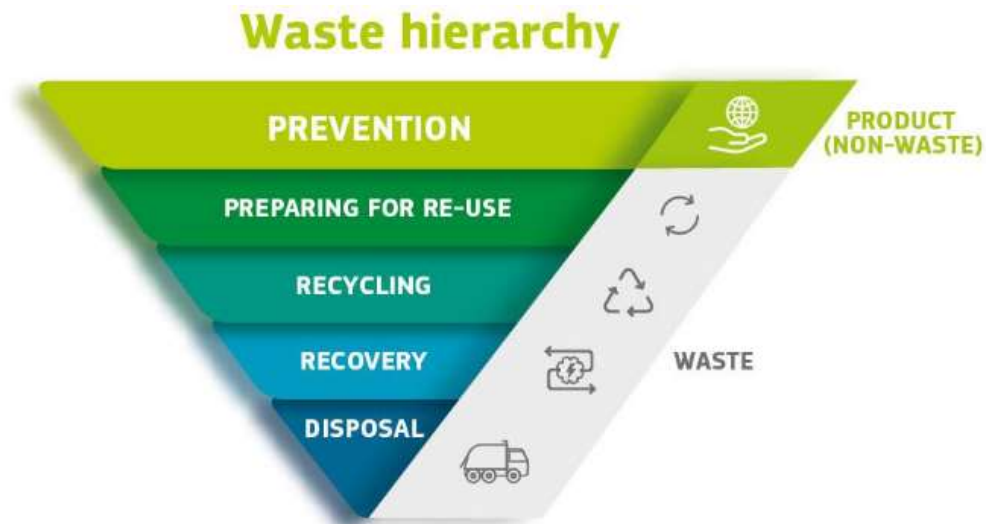 Waste hierarchy
PREVENTION
PRODUCT
(NON-WASTE)
PREPARING FOR RE-USE
RECYCLING
RECOVERY
WASTE
DISPOSAL